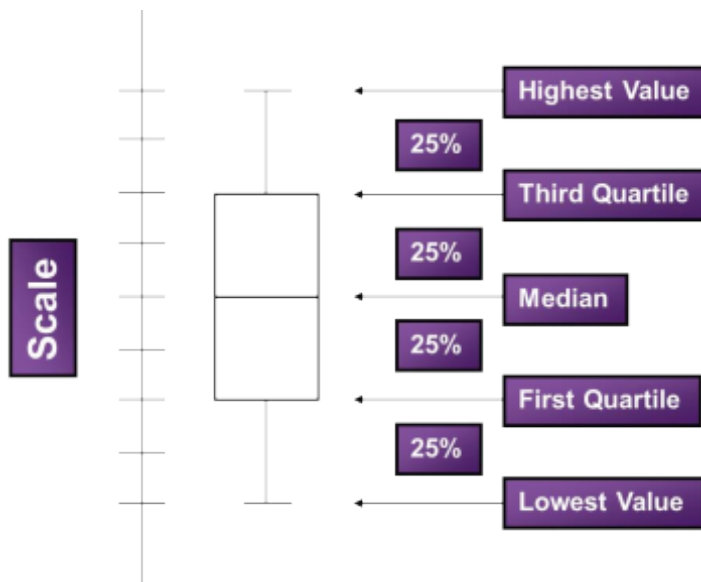 Highest Value
25%
Third Quartile
25%
Scale
Median
25%
First Quartile
25%
Lowest Value